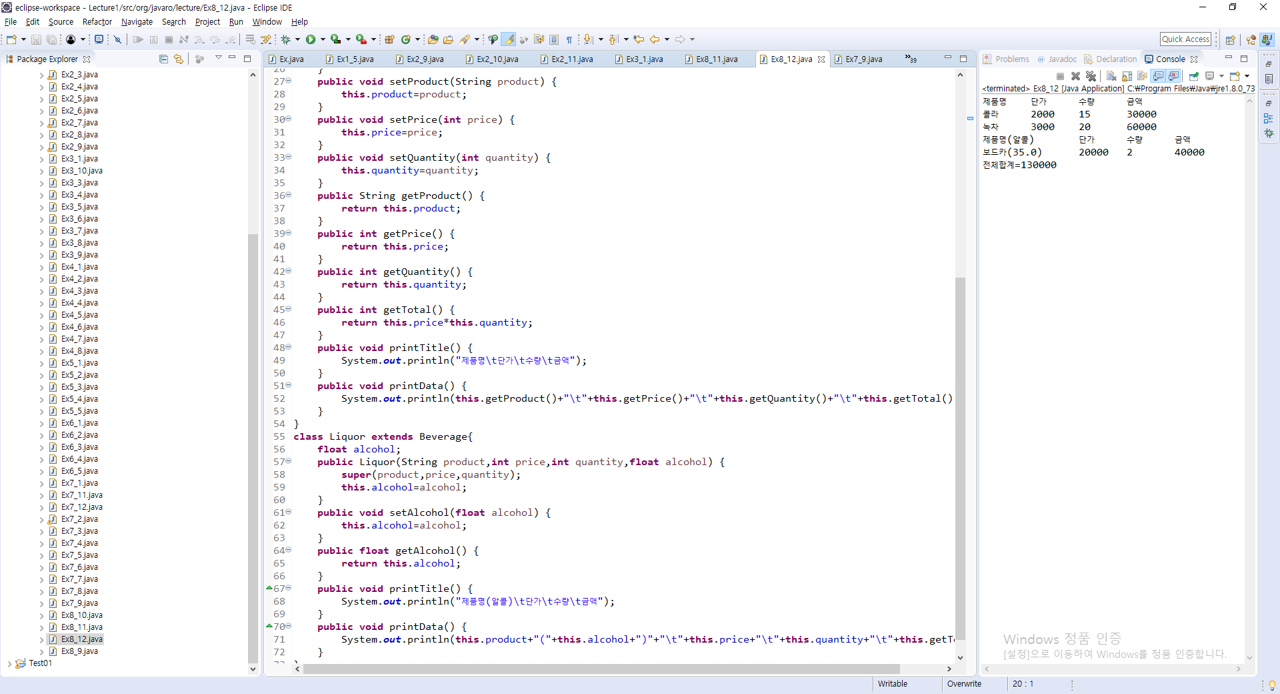 eclipse-workspace - Lecture1/src/org/javaro/lecture/Ex8_12.java - Eclipse IDE
File Edit Source Refactor Navigate Search Project Run Window Help
Quick Access
Package Explorer
Ex2_3.java
Ex2_4.java
Ex2_5.java
Ex2_6.java
Ex2_7.java
Ex2_8.java
Ex2_9.java
Ex3_1.java
Ex3_10.java
Ex3_3.java
Ex3_4.java
Ex3_5.java
Ex3_6.java
Ex3_7.java
Ex3_8.java
Ex3_9.java
Ex4_1.java
Ex4_2.java
Ex4_3.java
Ex4_4.java
Ex4_5.java
Ex4_6.java
Ex4_7.java
Ex4_8.java
Ex5_1.java
Ex5_2.java
Ex5_3.java
Ex5_4.java
Ex5_5.java
Ex6_1.java
Ex6_2.java
Ex6_3.java
Ex6_4.java
Ex6_5.java
Ex7_1.java
Ex7_11.java
Ex7_12.java
Ex7_2.java
Ex7_3.java
Ex7_4.java
Ex7_5.java
Ex7_6.java
Ex7_7.java
Ex7_8.java
Ex7_9.java
Ex8_10.java
Ex8_11.java
Ex8_12.java
Ex8_9.java
Test01
Ex.java Ex1_5.java Ex2_9.java Ex2_10.java Ex2_11.java Ex3_1.java Ex8_11.java Ex8_12.java Ex7_9.java »39
26 }
27 public void setProduct(String product) {
28 this.product=product;
29 }
30 public void setPrice(int price) {
31 this.price=price;
32 }
33 public void setQuantity(int quantity) {
34 this.quantity=quantity;
35 }
36 public String getProduct() {
37 return this.product;
38 }
39 public int getPrice() {
40 return this.price;
41 }
42 public int getQuantity() {
43 return this.quantity;
44 }
45 public int getTotal() {
46 return this.price*this.quantity;
47 }
48 public void printTitle() {
49 System.out.println("제품명\t단가\t수량\t금액");
50 }
51 public void printData() {
52 System.out.println(this.getProduct()+"\t"+this.getPrice()+"\t"+this.getQuantity()+"\t"+this.getTotal()
53 }
54 }
55 class Liquor extends Beverage{
56 float alcohol;
57 public Liquor(String product,int price,int quantity,float alcohol) {
58 super(product,price,quantity);
59 this.alcohol=alcohol;
60 }
61 public void setAlcohol(float alcohol) {
62 this.alcohol=alcohol;
63 }
64 public float getAlcohol() {
65 return this.alcohol;
66 }
67 public void printTitle() {
68 System.out.println("제품명(알콜)\t단가\t수량\t금액");
69 }
70 public void printData() {
71 System.out.println(this.product+"("+this.alcohol+")"+"\t"+this.price+"\t"+this.quantity+"\t"+this.getT
72 }
Problems Javadoc Declaration Console
<terminated> Ex8_12 [Java Application] C:₩Program Files₩Java₩jre1.8.0_73
제품명 단가 수량 금액
콜라 2000 15 30000
녹차 3000 20 60000
제품명(알콜) 단가 수량 금액
보드카(35.0) 20000 2 40000
전체합계=130000
Windows 정품 인증
[설정]으로 이동하여 Windows를 정품 인증합니다.
Writable Overwrite 20 : 1